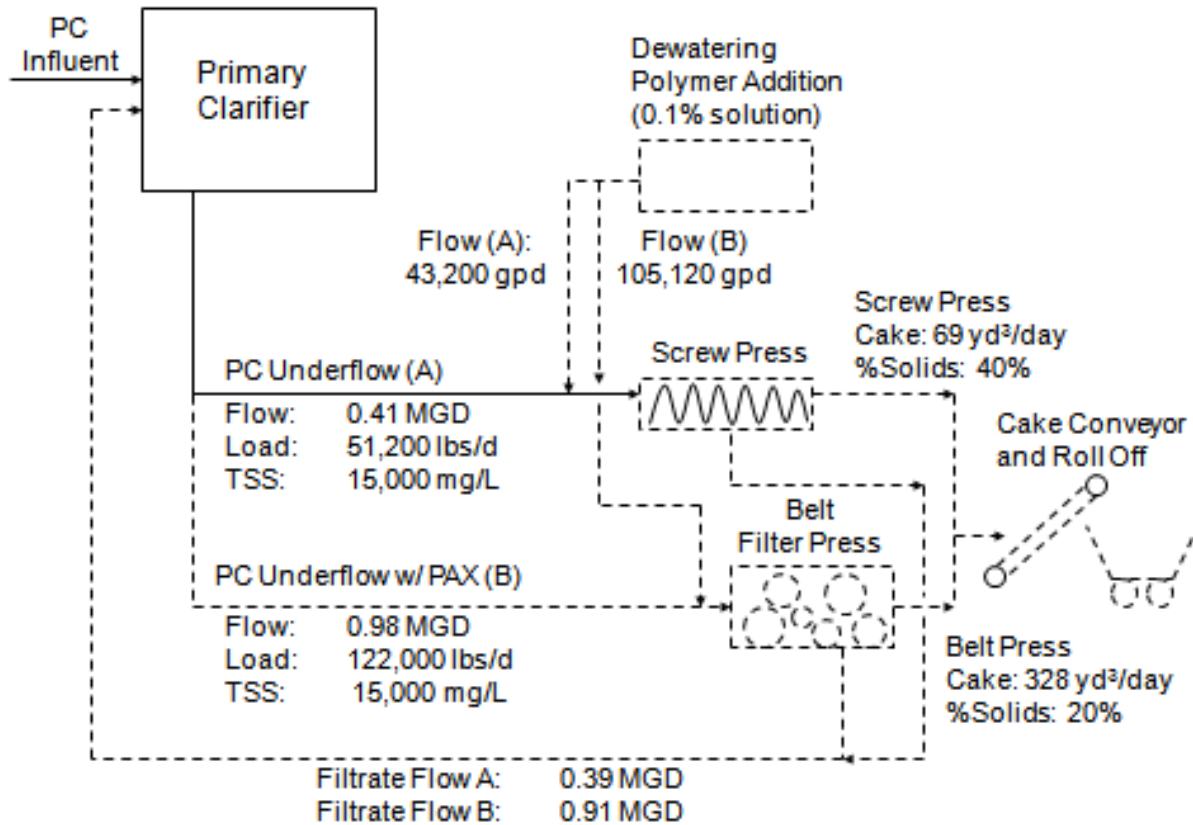 PC
Influent
Primary
Clarifier
Dewatering
Polymer Addition
(0.1% solution)
Flow (A):
43,200 gpd
Flow (B)
105,120 gpd
Screw Press
Cake: 69 yd³/day
%Solids: 40%
Screw Press
PC Underflow (A)
Flow: 0.41 MGD
Load: 51,200 lbs/d
TSS: 15,000 mg/L
Cake Conveyor
and Roll Off
Belt
Filter Press
PC Underflow w/ PAX (B)
Flow: 0.98 MGD
Load: 122,000 lbs/d
TSS: 15,000 mg/L
Belt Press
Cake: 328 yd³/day
%Solids: 20%
Filtrate Flow A: 0.39 MGD
Filtrate Flow B: 0.91 MGD